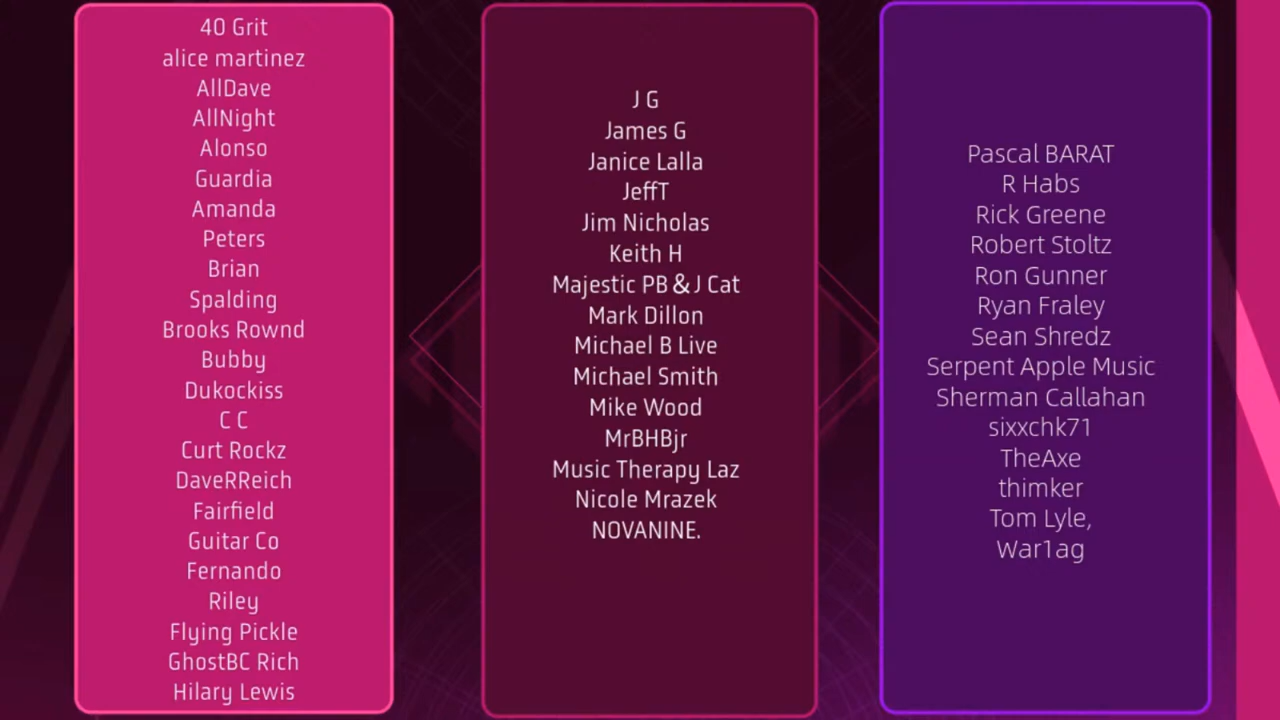 40 Grit
alice martinez
AllDave
AllNight
Alonso
Guardia
Amanda
Peters
Brian
Spalding
Brooks Rownd
Bubby
Dukockiss
C C
Curt Rockz
DaveRReich
Fairfield
Guitar Co
Fernando
Riley
Flying Pickle
GhostBC Rich
Hilary Lewis
J G
James G
Janice Lalla
JeffT
Jim Nicholas
Keith H
Majestic PB & J Cat
Mark Dillon
Michael B Live
Michael Smith
Mike Wood
MrBHBjr
Music Therapy Laz
Nicole Mrazek
NOVANINE.
Pascal BARAT
R Habs
Rick Greene
Robert Stoltz
Ron Gunner
Ryan Fraley
Sean Shredz
Serpent Apple Music
Sherman Callahan
sixxchk71
TheAxe
thimker
Tom Lyle,
War1ag